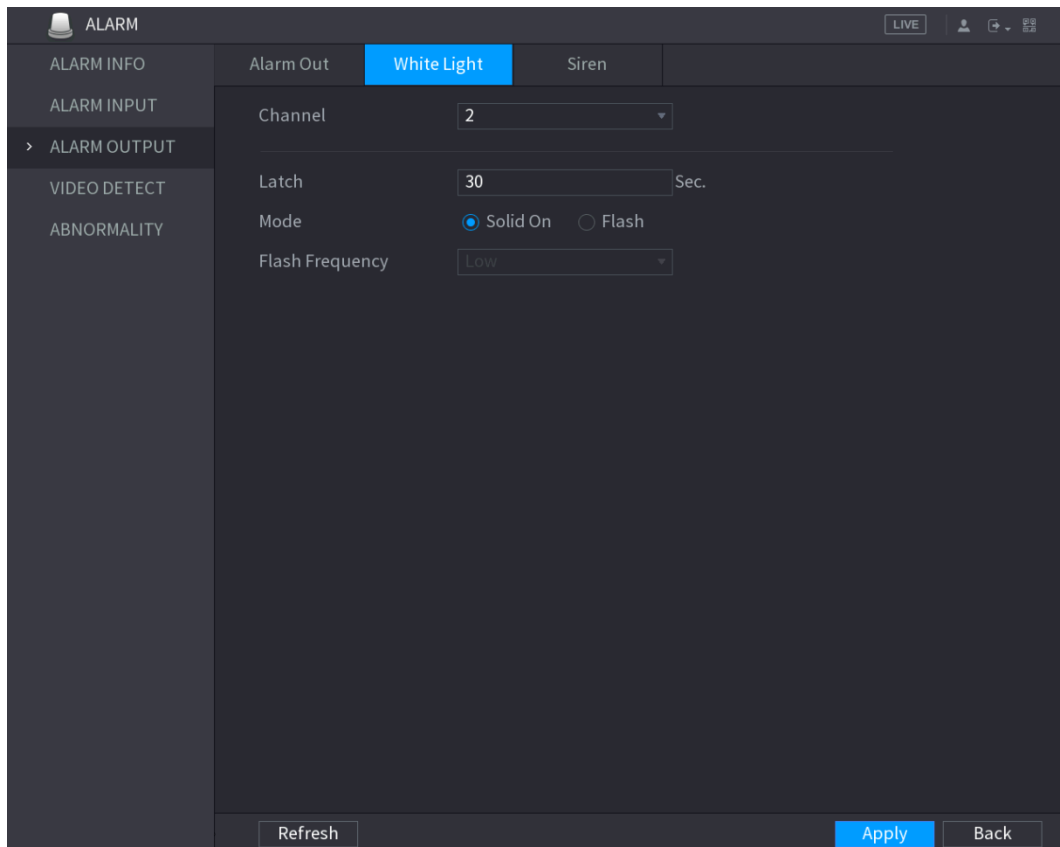 ALARM LIVE
ALARM INFO
ALARM INPUT
> ALARM OUTPUT
VIDEO DETECT
ABNORMALITY
Alarm Out White Light Siren
Channel 2
Latch 30 Sec.
Mode Solid On Flash
Flash Frequency Low
Refresh Apply Back